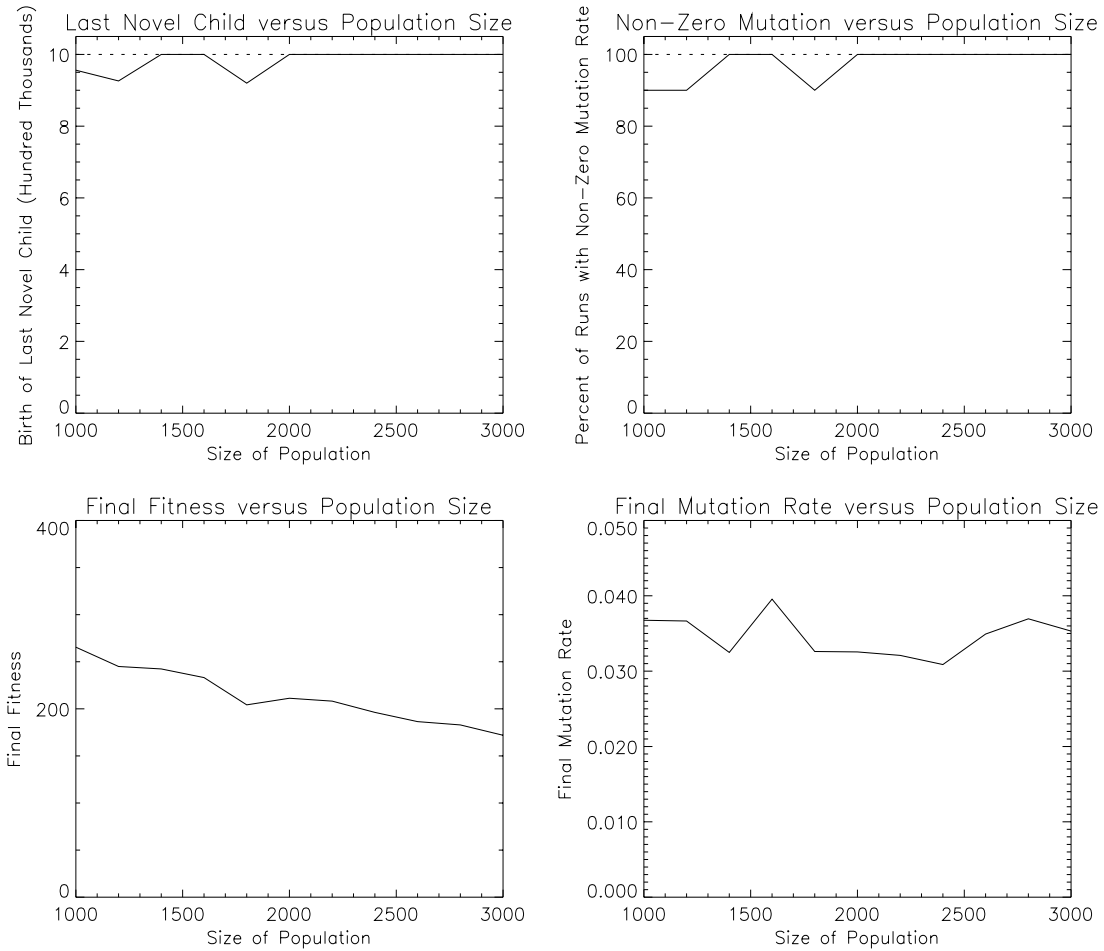 Last Novel Child versus Population Size
Birth of Last Novel Child (Hundred Thousands)
10
8
6
4
2
0
1000 1500 2000 2500 3000
Size of Population
Non-Zero Mutation versus Population Size
Percent of Runs with Non-Zero Mutation Rate
100
80
60
40
20
0
1000 1500 2000 2500 3000
Size of Population
Final Fitness versus Population Size
Final Fitness
400
200
0
1000 1500 2000 2500 3000
Size of Population
Final Mutation Rate versus Population Size
Final Mutation Rate
0.050
0.040
0.030
0.020
0.010
0.000
1000 1500 2000 2500 3000
Size of Population